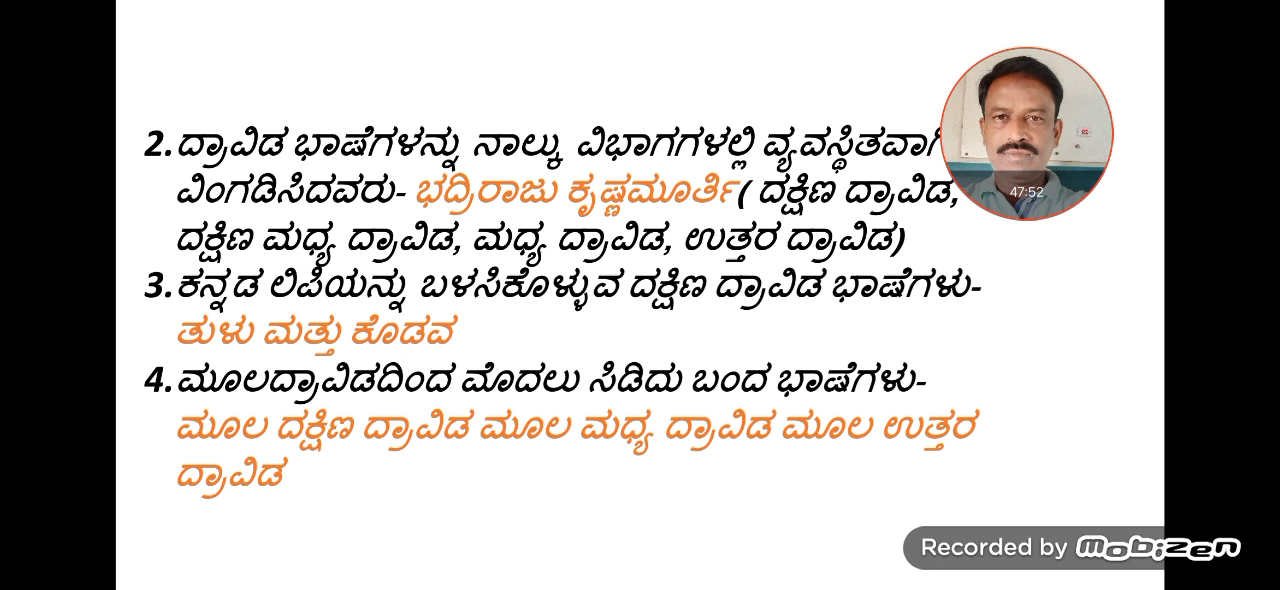 2. ದ್ರಾವಿಡ ಭಾಷೆಗಳನ್ನು ನಾಲ್ಕು ವಿಭಾಗಗಳಲ್ಲಿ ವ್ಯವಸ್ಥಿತವಾಗಿ
ವಿಂಗಡಿಸಿದವರು- ಭದ್ರಿರಾಜು ಕೃಷ್ಣಮೂರ್ತಿ( ದಕ್ಷಿಣ ದ್ರಾವಿಡ,
47:52
ದಕ್ಷಿಣ ಮಧ್ಯ ದ್ರಾವಿಡ, ಮಧ್ಯ ದ್ರಾವಿಡ, ಉತ್ತರ ದ್ರಾವಿಡ)
3. ಕನ್ನಡ ಲಿಪಿಯನ್ನು ಬಳಸಿಕೊಳ್ಳುವ ದಕ್ಷಿಣ ದ್ರಾವಿಡ ಭಾಷೆಗಳು-
ತುಳು ಮತ್ತು ಕೊಡವ
4. ಮೂಲದ್ರಾವಿಡದಿಂದ ಮೊದಲು ಸಿಡಿದು ಬಂದ ಭಾಷೆಗಳು-
ಮೂಲ ದಕ್ಷಿಣ ದ್ರಾವಿಡ ಮೂಲ ಮಧ್ಯ ದ್ರಾವಿಡ ಮೂಲ ಉತ್ತರ
ದ್ರಾವಿಡ
Recorded by Mobizen